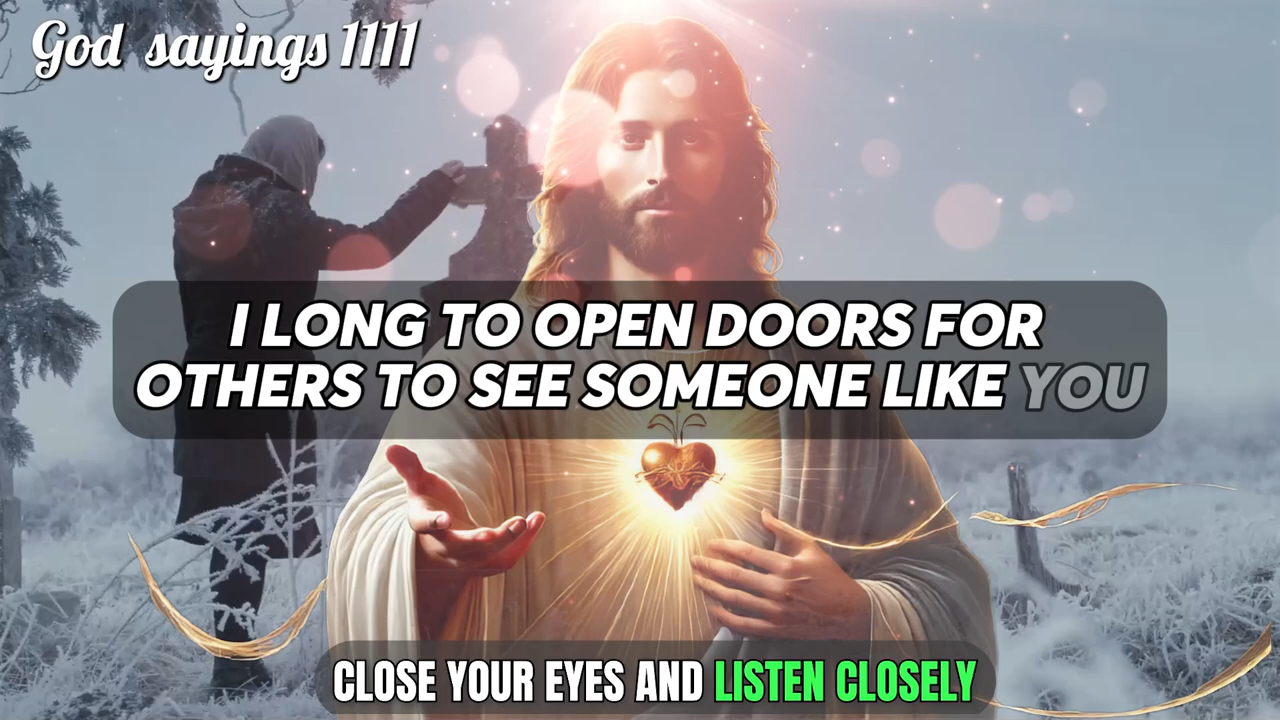 God sayings 1111
I LONG TO OPEN DOORS FOR
OTHERS TO SEE SOMEONE LIKE YOU
CLOSE YOUR EYES AND LISTEN CLOSELY